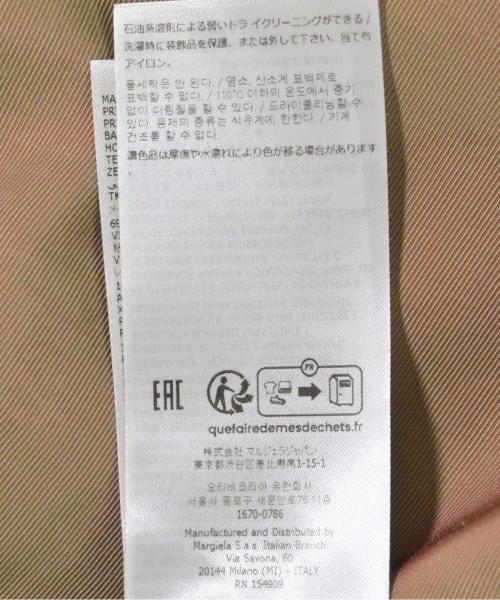 石油系溶剤による弱いドライクリーニングができる /
洗濯時に装飾品を保護、または外して下さい。当て布
アイロン。
물세탁은 안 된다. / 염소, 산소계 표백제로
표백할 수 없다. / 110°C 이하의 온도에서 증기
없이 다림질을 할 수 있다. / 드라이클리닝할 수
있다. 용제의 종류는 석유계에 한한다. / 기계
건조를 할 수 없다.
濃色品は摩擦や水濡れにより色が移る場合があります
。
MA
PR
PR
BA
HO
TE
ZE
TK
EAC
FR
quefairedemesdechets.fr
株式会社 マルジェラジャパン
東京都渋谷区恵比寿南1-15-1
오티비코리아 유한회사
서울시 종로구 새문안로76 11층
1670-0786
Manufactured and Distributed by
Margiela S.a.s. Italian Branch
Via Savona, 60
20144 Milano (MI) - ITALY
RN 154909